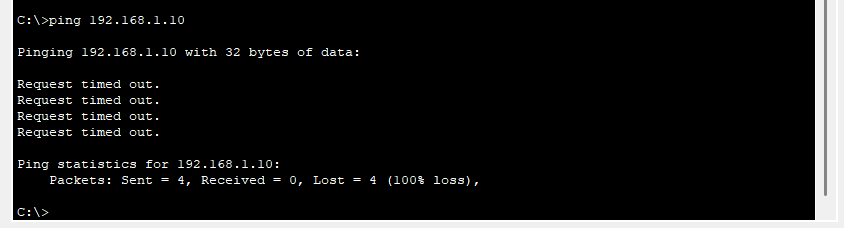 C:\>ping 192.168.1.10
Pinging 192.168.1.10 with 32 bytes of data:
Request timed out.
Request timed out.
Request timed out.
Request timed out.
Ping statistics for 192.168.1.10:
Packets: Sent = 4, Received = 0, Lost = 4 (100% loss),
C:\>